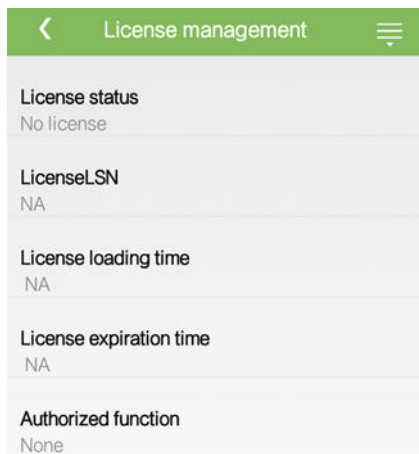 License management
License status
No license
LicenseLSN
NA
License loading time
NA
License expiration time
NA
Authorized function
None